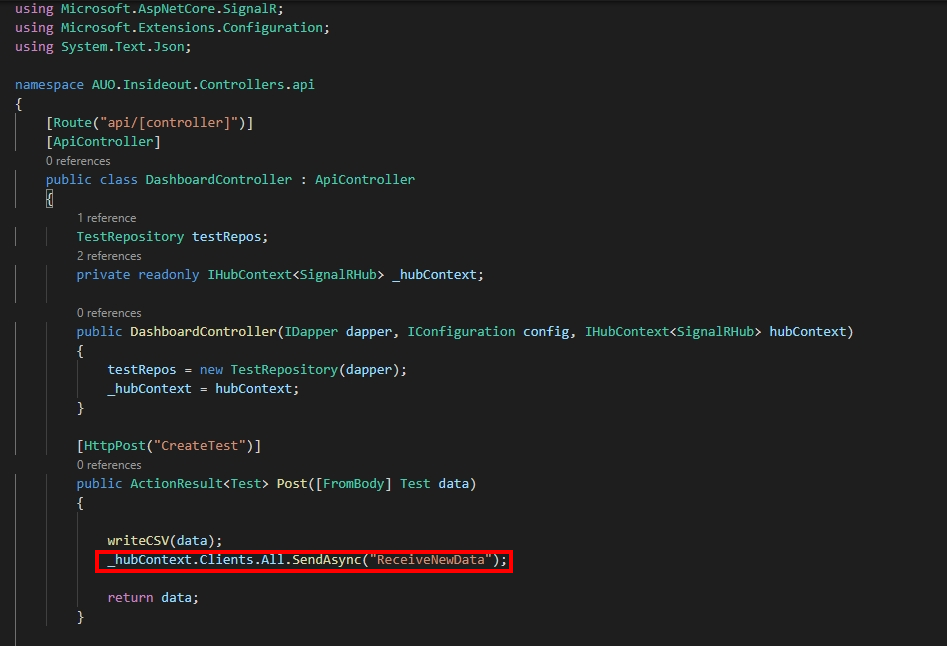 using Microsoft.AspNetCore.SignalR;
using Microsoft.Extensions.Configuration;
using System.Text.Json;
namespace AUO.Insideout.Controllers.api
{
[Route("api/[controller]")]
[ApiController]
0 references
public class DashboardController : ApiController
{
1 reference
TestRepository testRepos;
2 references
private readonly IHubContext<SignalRHub> _hubContext;
0 references
public DashboardController(IDapper dapper, IConfiguration config, IHubContext<SignalRHub> hubContext)
{
testRepos = new TestRepository(dapper);
_hubContext = hubContext;
}
[HttpPost("CreateTest")]
0 references
public ActionResult<Test> Post([FromBody] Test data)
{
writeCSV(data);
_hubContext.Clients.All.SendAsync("ReceiveNewData");
return data;
}